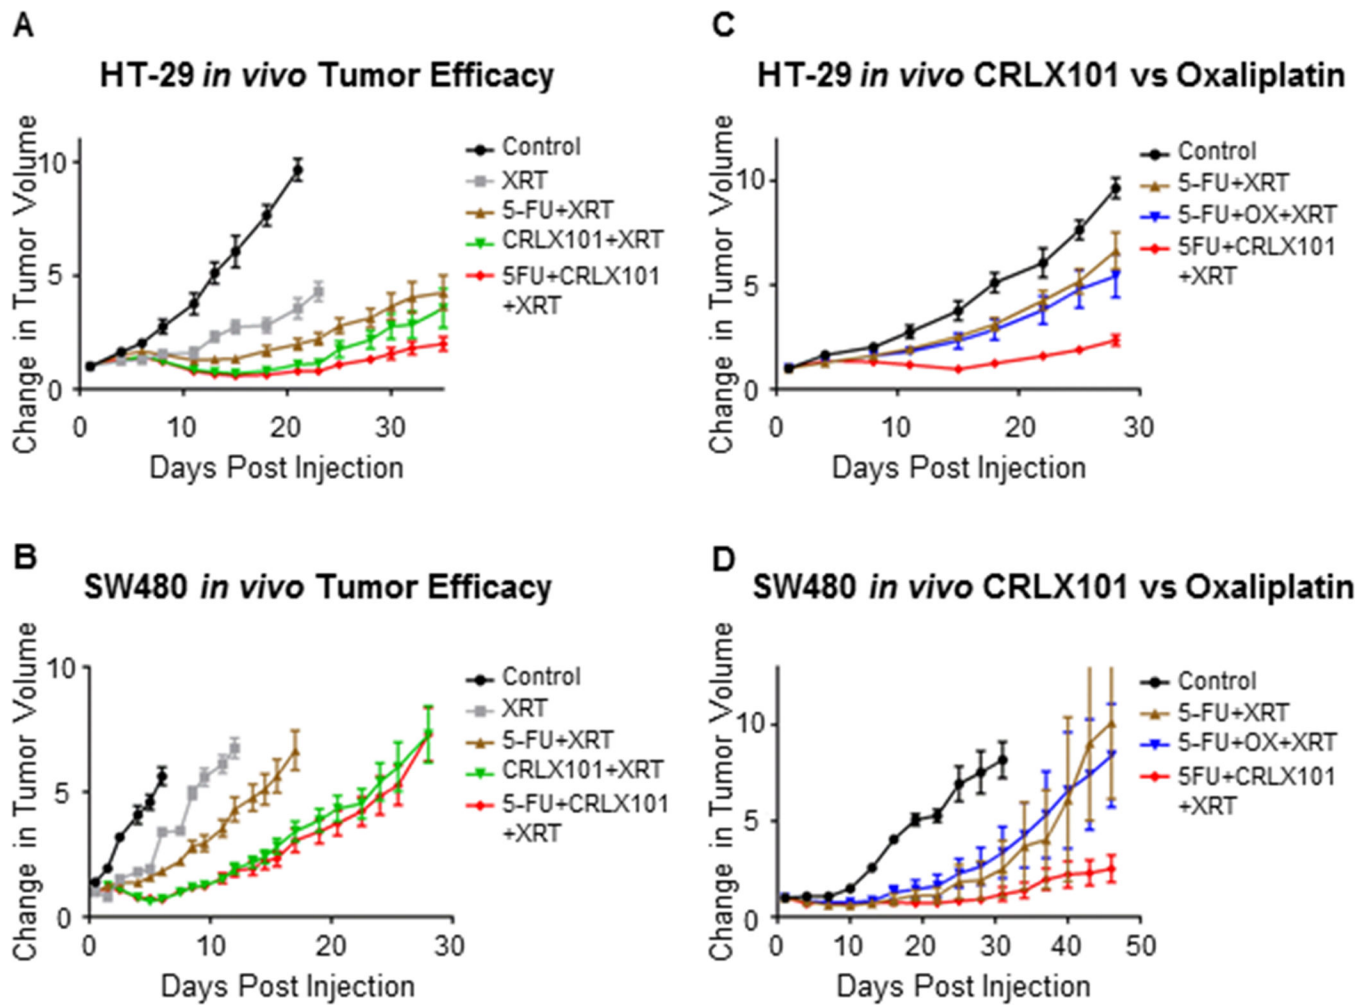 A
HT-29 in vivo Tumor Efficacy
Change in Tumor Volume
10
5
0
0 10 20 30
Days Post Injection
Control
XRT
5-FU+XRT
CRLX101+XRT
5FU+CRLX101
+XRT
C
HT-29 in vivo CRLX101 vs Oxaliplatin
Change in Tumor Volume
10
5
0
0 10 20 30
Days Post Injection
Control
5-FU+XRT
5-FU+OX+XRT
5FU+CRLX101
+XRT
B
SW480 in vivo Tumor Efficacy
Change in Tumor Volume
10
5
0
0 10 20 30
Days Post Injection
Control
XRT
5-FU+XRT
CRLX101+XRT
5-FU+CRLX101
+XRT
D
SW480 in vivo CRLX101 vs Oxaliplatin
Change in Tumor Volume
10
5
0
0 10 20 30 40 50
Days Post Injection
Control
5-FU+XRT
5-FU+OX+XRT
5FU+CRLX101
+XRT